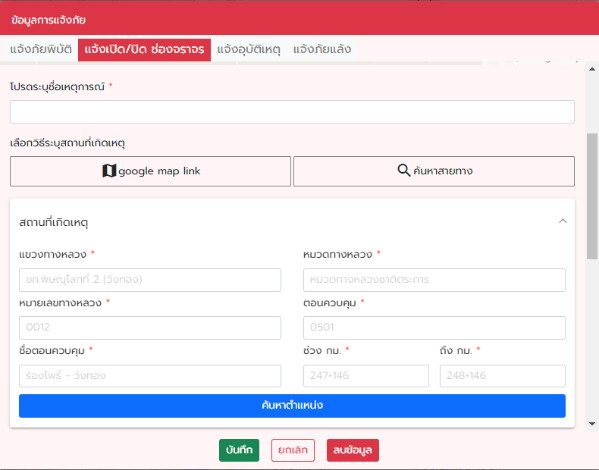 ข้อมูลการแจ้งภัย
แจ้งภัยพิบัติ แจ้งเปิด/ปิด ช่องจราจร แจ้งอุบัติเหตุ แจ้งภัยแล้ง
โปรดระบุชื่อเหตุการณ์ *
เลือกวิธีระบุสถานที่เกิดเหตุ
google map link ค้นหาสายทาง
สถานที่เกิดเหตุ
แขวงทางหลวง * หมวดทางหลวง *
ขท.พิษณุโลกที่ 2 (วังทอง) หมวดทางหลวงชาติตระการ
หมายเลขทางหลวง * ตอนควบคุม *
0012 0501
ชื่อตอนควบคุม * ช่วง กม. * ถึง กม. *
ร้องโพธิ์ - วังทอง 247+146 248+146
ค้นหาตำแหน่ง
บันทึก ยกเลิก ลบข้อมูล